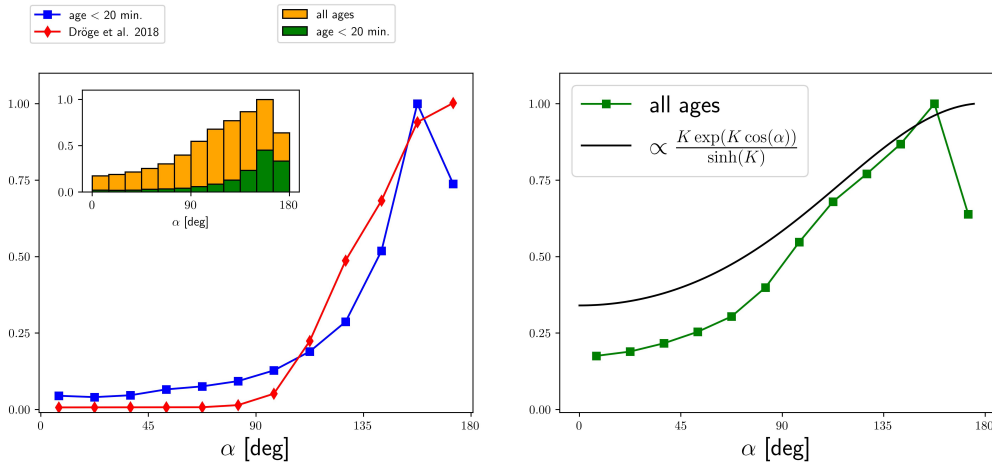 age < 20 min.
Dröge et al. 2018
all ages
age < 20 min.
1.00
0.75
0.50
0.25
0.00
0 45 90 135 180
α [deg]
1.0
0.5
0.0
0 90 180
α [deg]
all ages
∝ K exp(K cos(α)) / sinh(K)
1.00
0.75
0.50
0.25
0.00
0 45 90 135 180
α [deg]